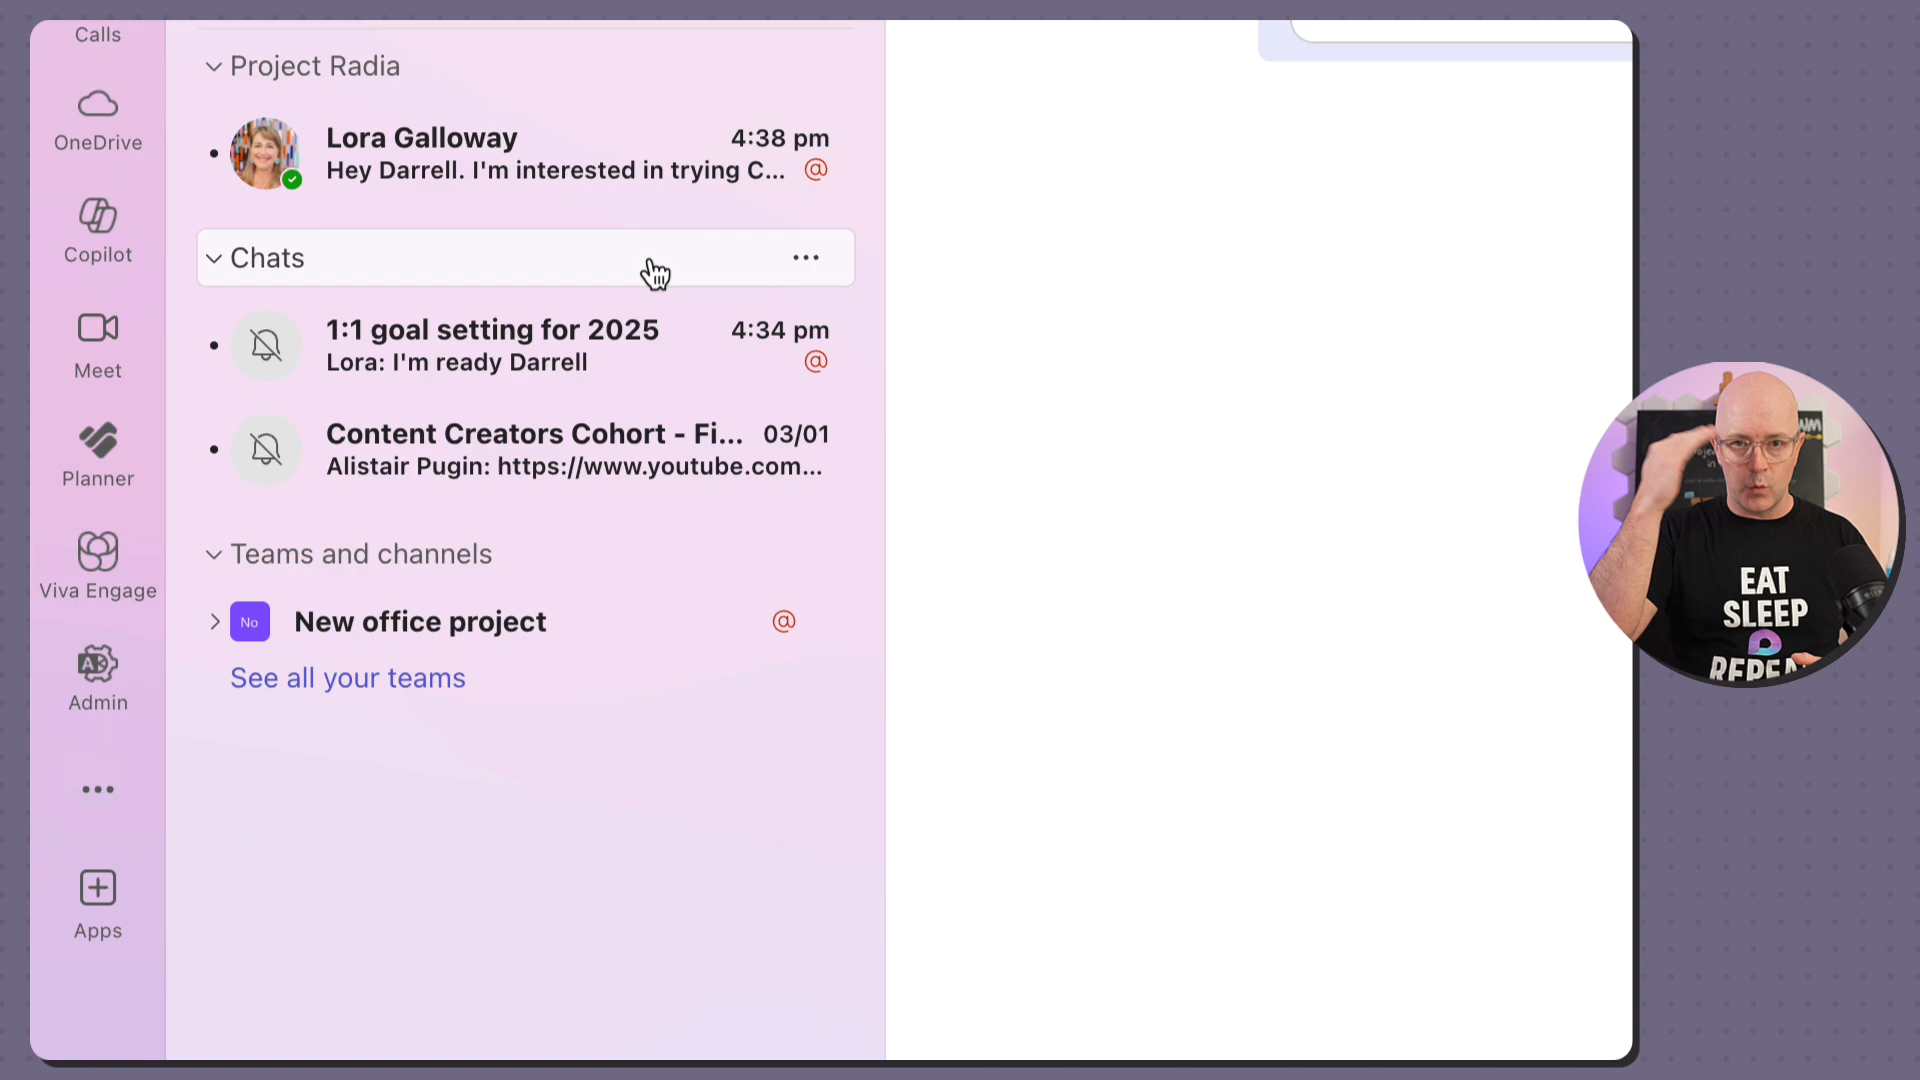 Calls
OneDrive
Copilot
Meet
Planner
Viva Engage
Admin
Apps
Project Radia
Lora Galloway 4:38 pm
Hey Darrell. I'm interested in trying C... @
Chats ...
1:1 goal setting for 2025 4:34 pm
Lora: I'm ready Darrell @
Content Creators Cohort - Fi... 03/01
Alistair Pugin: https://www.youtube.com...
Teams and channels
No New office project @
See all your teams
EAT
SLEEP